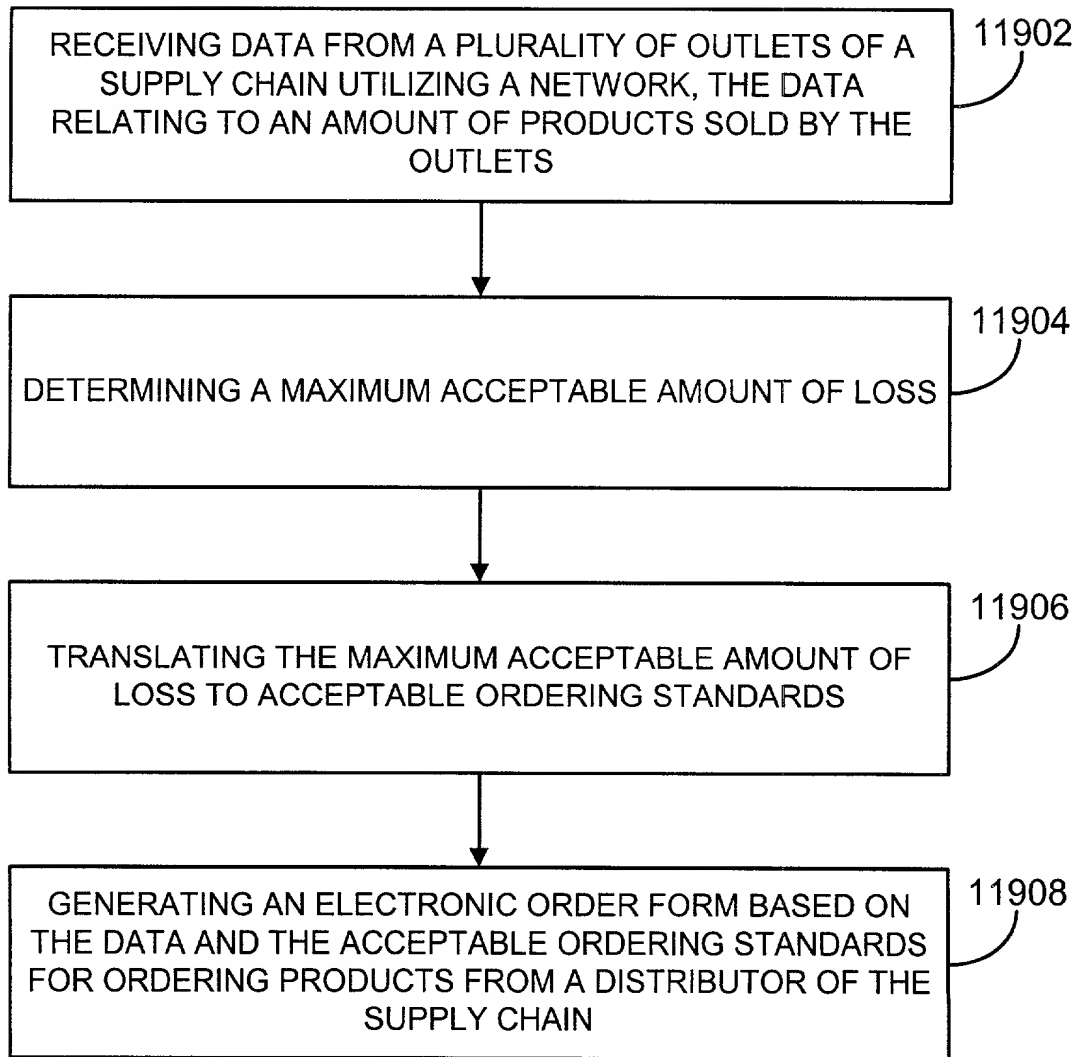 RECEIVING DATA FROM A PLURALITY OF OUTLETS OF A
SUPPLY CHAIN UTILIZING A NETWORK, THE DATA
RELATING TO AN AMOUNT OF PRODUCTS SOLD BY THE
OUTLETS
11902
DETERMINING A MAXIMUM ACCEPTABLE AMOUNT OF LOSS
11904
TRANSLATING THE MAXIMUM ACCEPTABLE AMOUNT OF
LOSS TO ACCEPTABLE ORDERING STANDARDS
11906
GENERATING AN ELECTRONIC ORDER FORM BASED ON
THE DATA AND THE ACCEPTABLE ORDERING STANDARDS
FOR ORDERING PRODUCTS FROM A DISTRIBUTOR OF THE
SUPPLY CHAIN
11908